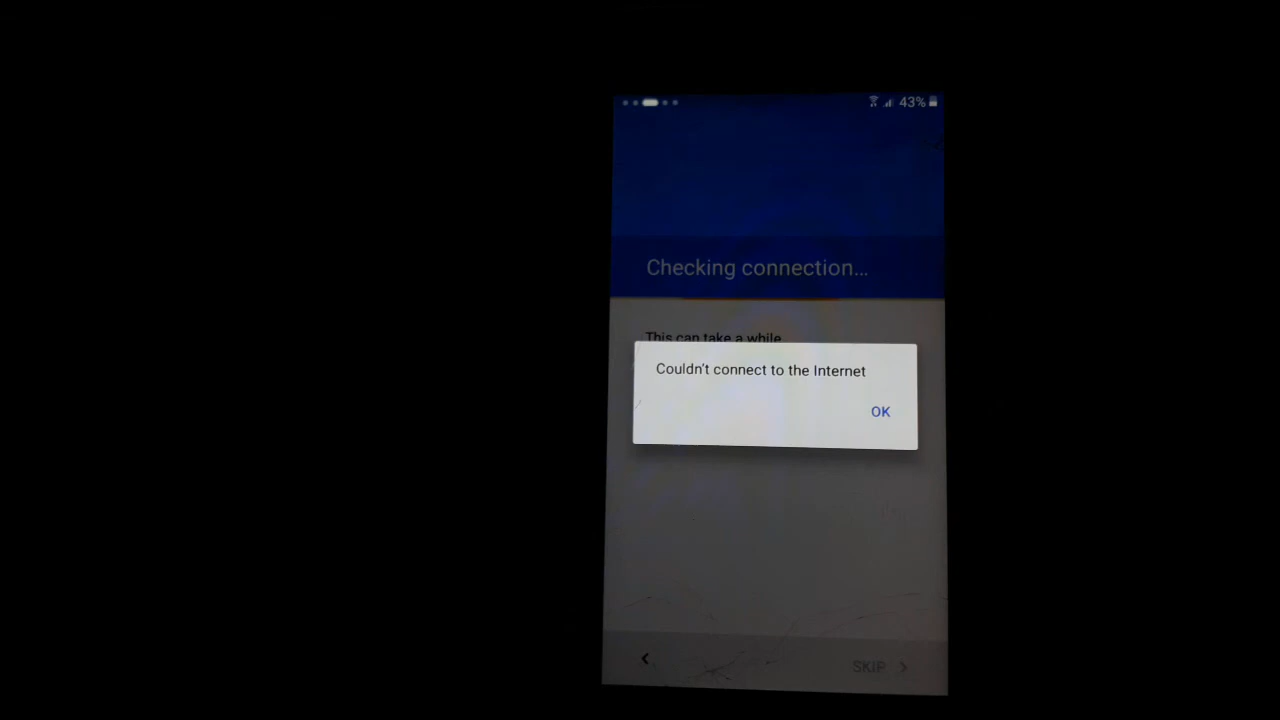 43%
Checking connection...
This can take a while.
Couldn't connect to the Internet
OK
SKIP